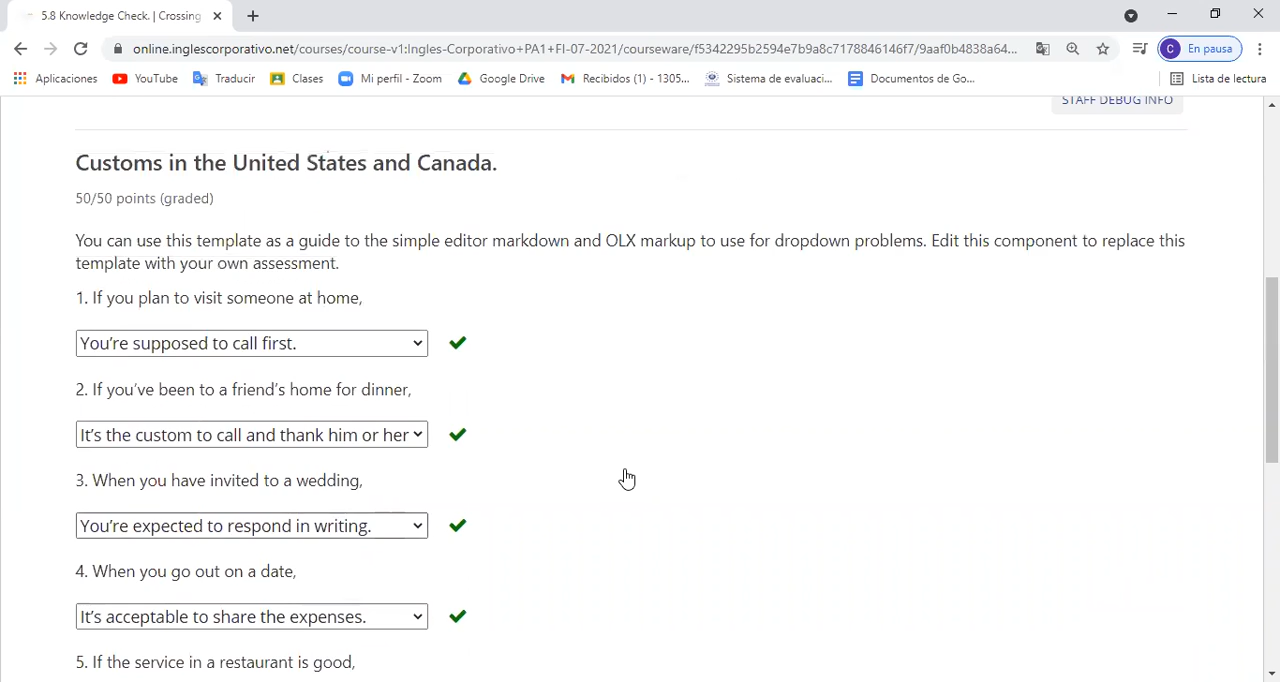 5.8 Knowledge Check. | Crossing
online.inglescorporativo.net/courses/course-v1:Ingles-Corporativo+PA1+FI-07-2021/courseware/f5342295b2594e7b9a8c7178846146f7/9aaf0b4838a64...
C En pausa
Aplicaciones YouTube Traducir Clases Mi perfil - Zoom Google Drive Recibidos (1) - 1305... Sistema de evaluaci... Documentos de Go... Lista de lectura
STAFF DEBUG INFO
Customs in the United States and Canada.
50/50 points (graded)
You can use this template as a guide to the simple editor markdown and OLX markup to use for dropdown problems. Edit this component to replace this
template with your own assessment.
1. If you plan to visit someone at home,
You're supposed to call first.
2. If you've been to a friend's home for dinner,
It's the custom to call and thank him or her
3. When you have invited to a wedding,
You're expected to respond in writing.
4. When you go out on a date,
It's acceptable to share the expenses.
5. If the service in a restaurant is good,